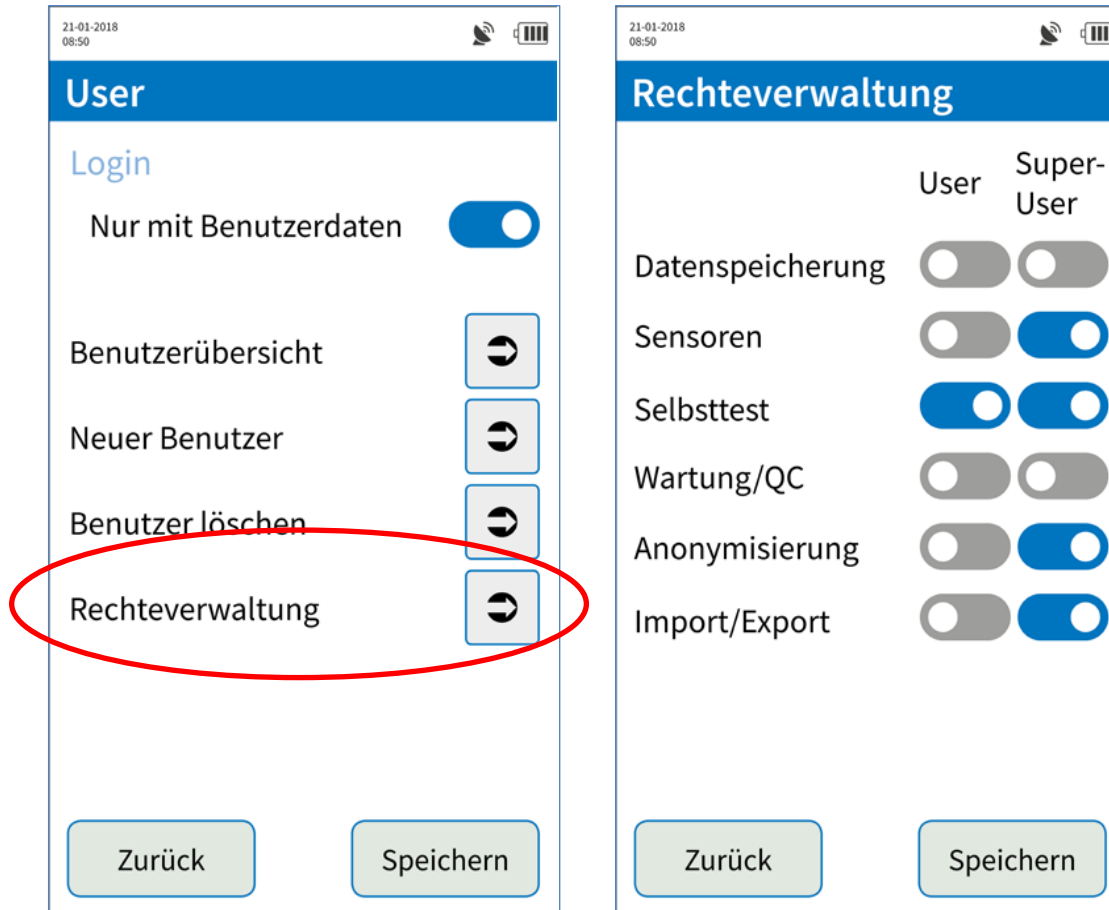 21-01-2018
08:50
User
Login
Nur mit Benutzerdaten
Benutzerübersicht
Neuer Benutzer
Benutzer löschen
Rechteverwaltung
Zurück
Speichern
21-01-2018
08:50
Rechteverwaltung
User
Super-
User
Datenspeicherung
Sensoren
Selbsttest
Wartung/QC
Anonymisierung
Import/Export
Zurück
Speichern